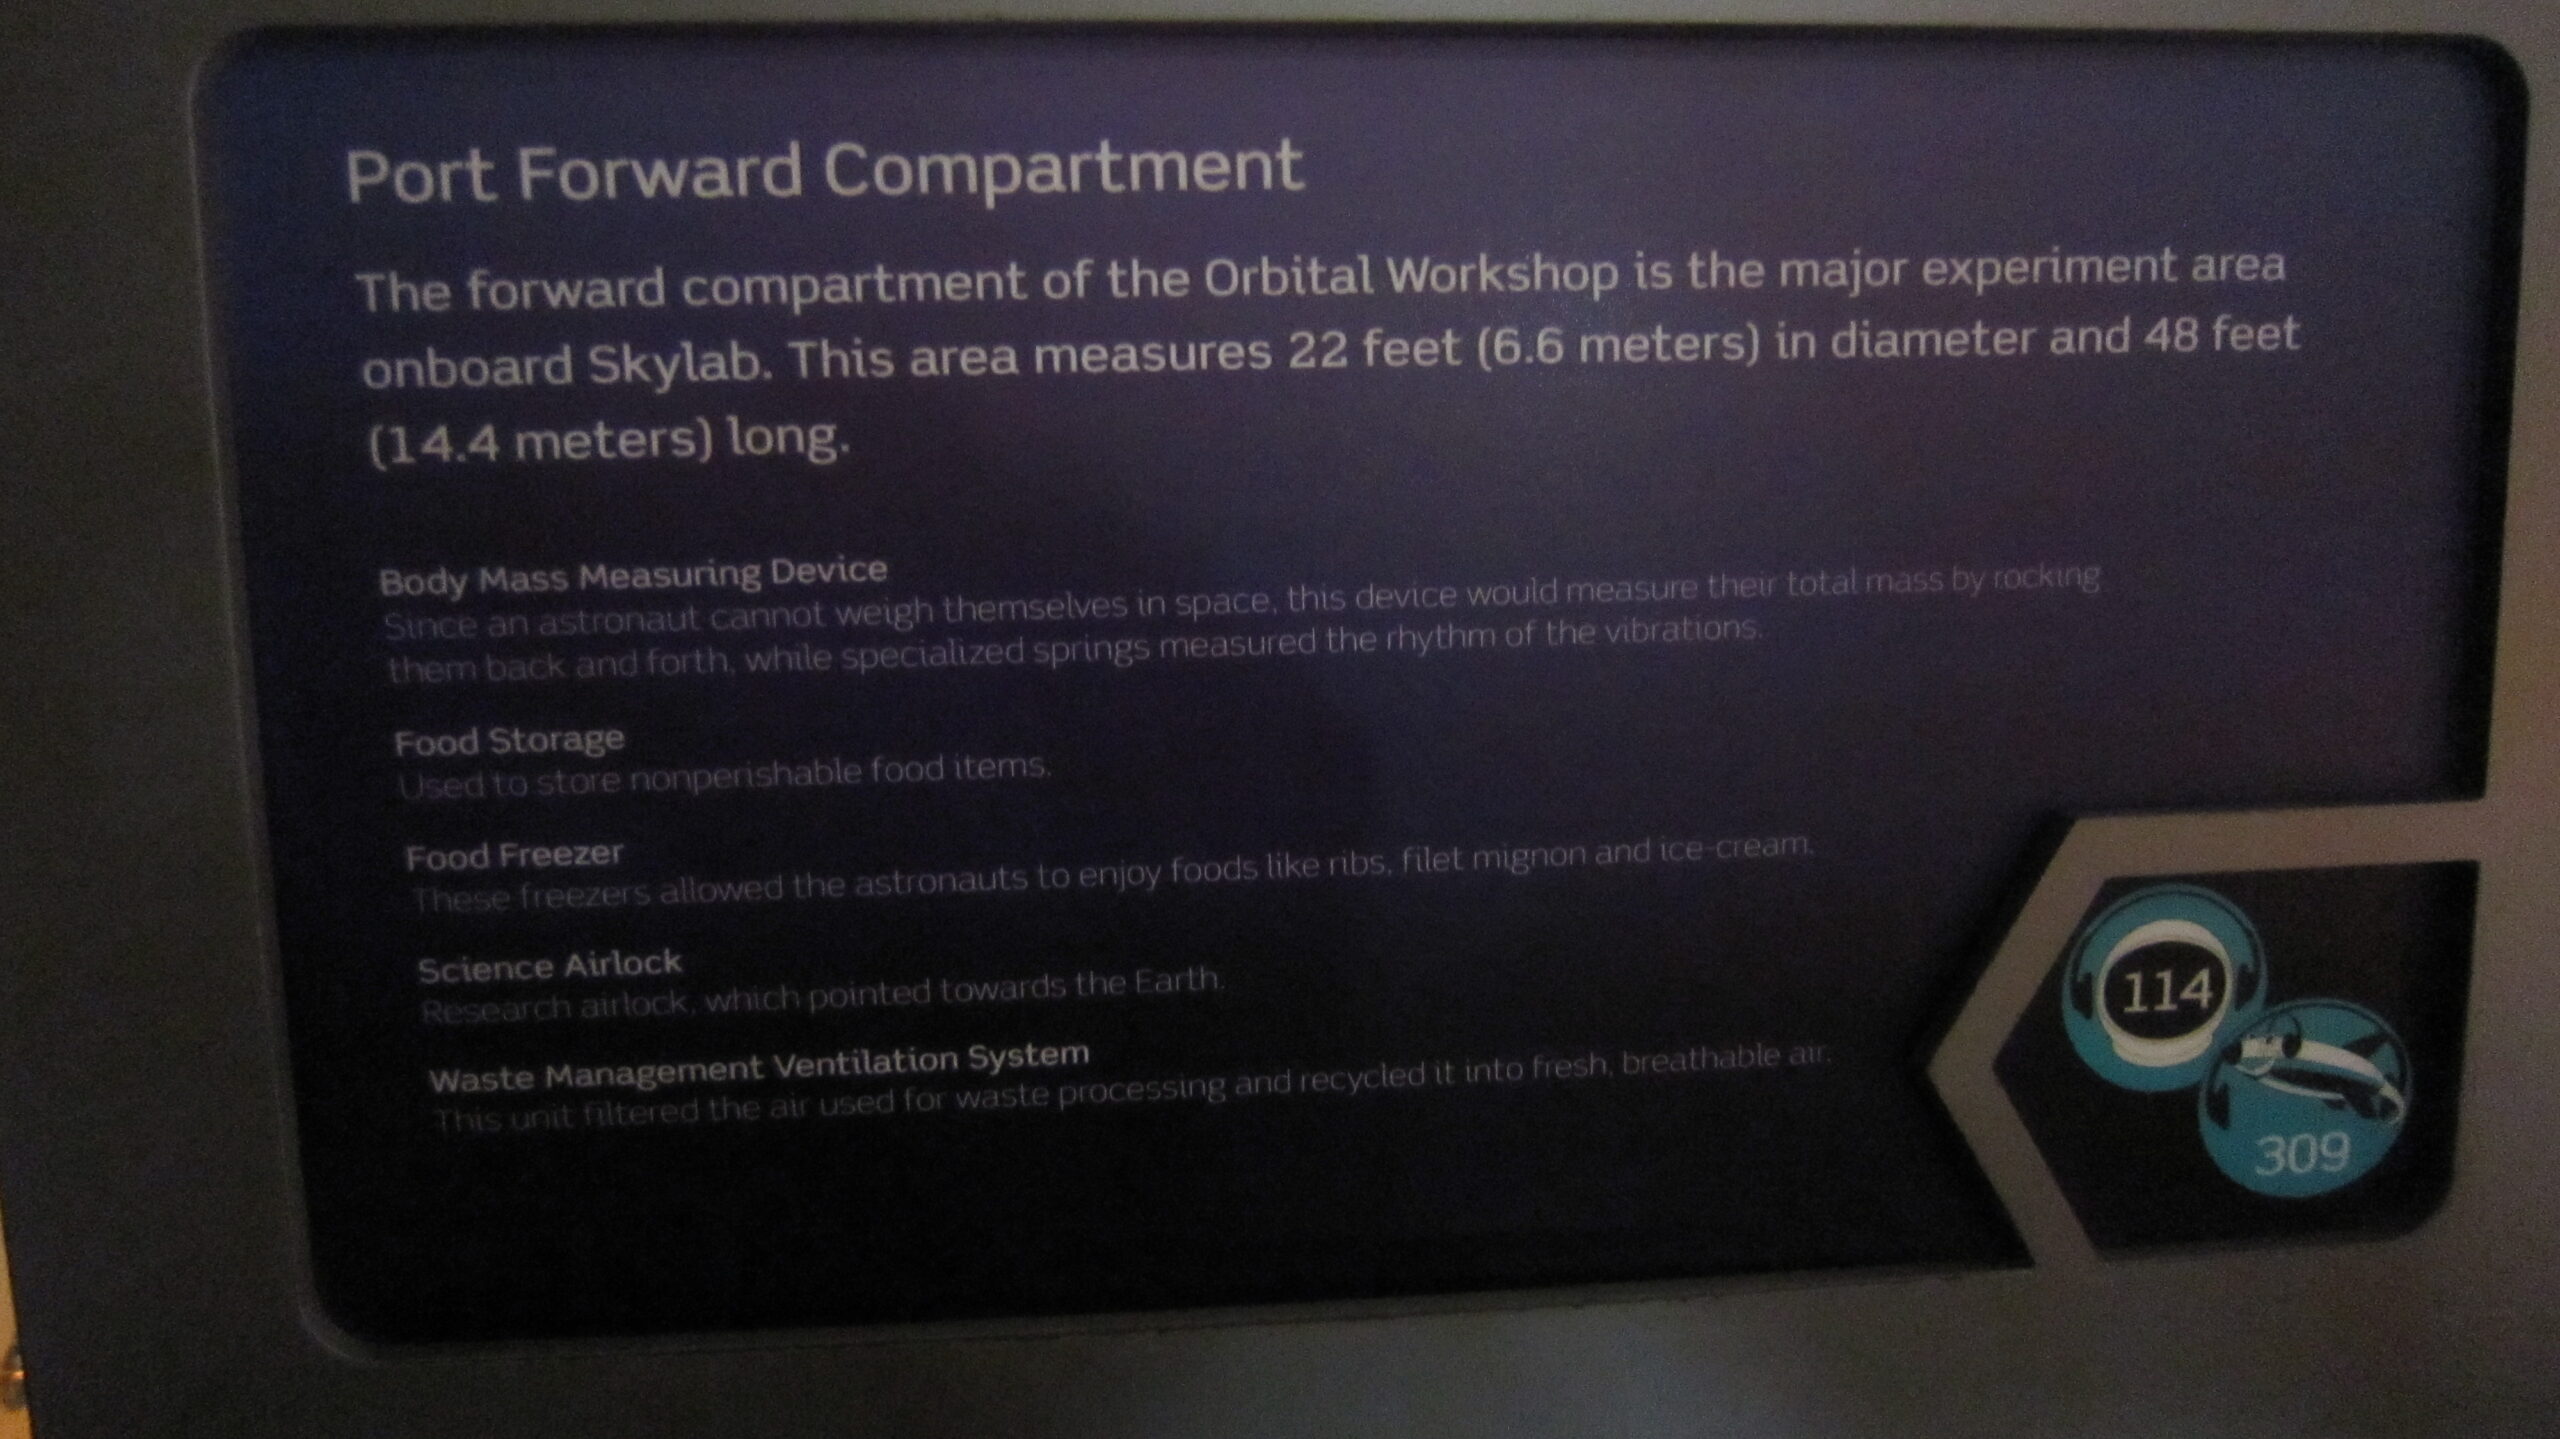 Port Forward Compartment
The forward compartment of the Orbital Workshop is the major experiment area
onboard Skylab. This area measures 22 feet (6.6 meters) in diameter and 48 feet
(14.4 meters) long.
Body Mass Measuring Device
Since an astronaut cannot weigh themselves in space, this device would measure their total mass by rocking
them back and forth, while specialized springs measured the rhythm of the vibrations.
Food Storage
Used to store nonperishable food items.
Food Freezer
These freezers allowed the astronauts to enjoy foods like ribs, filet mignon and ice-cream.
Science Airlock
Research airlock, which pointed towards the Earth.
Waste Management Ventilation System
This unit filtered the air used for waste processing and recycled it into fresh, breathable air.
114
309